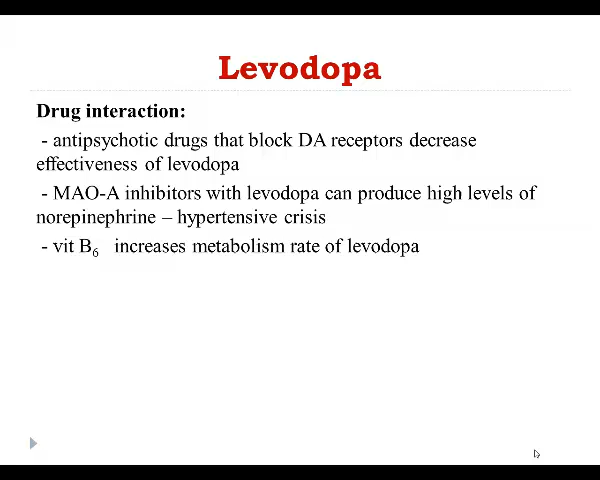 Levodopa
Drug interaction:
- antipsychotic drugs that block DA receptors decrease
effectiveness of levodopa
- MAO-A inhibitors with levodopa can produce high levels of
norepinephrine – hypertensive crisis
- vit B6 increases metabolism rate of levodopa